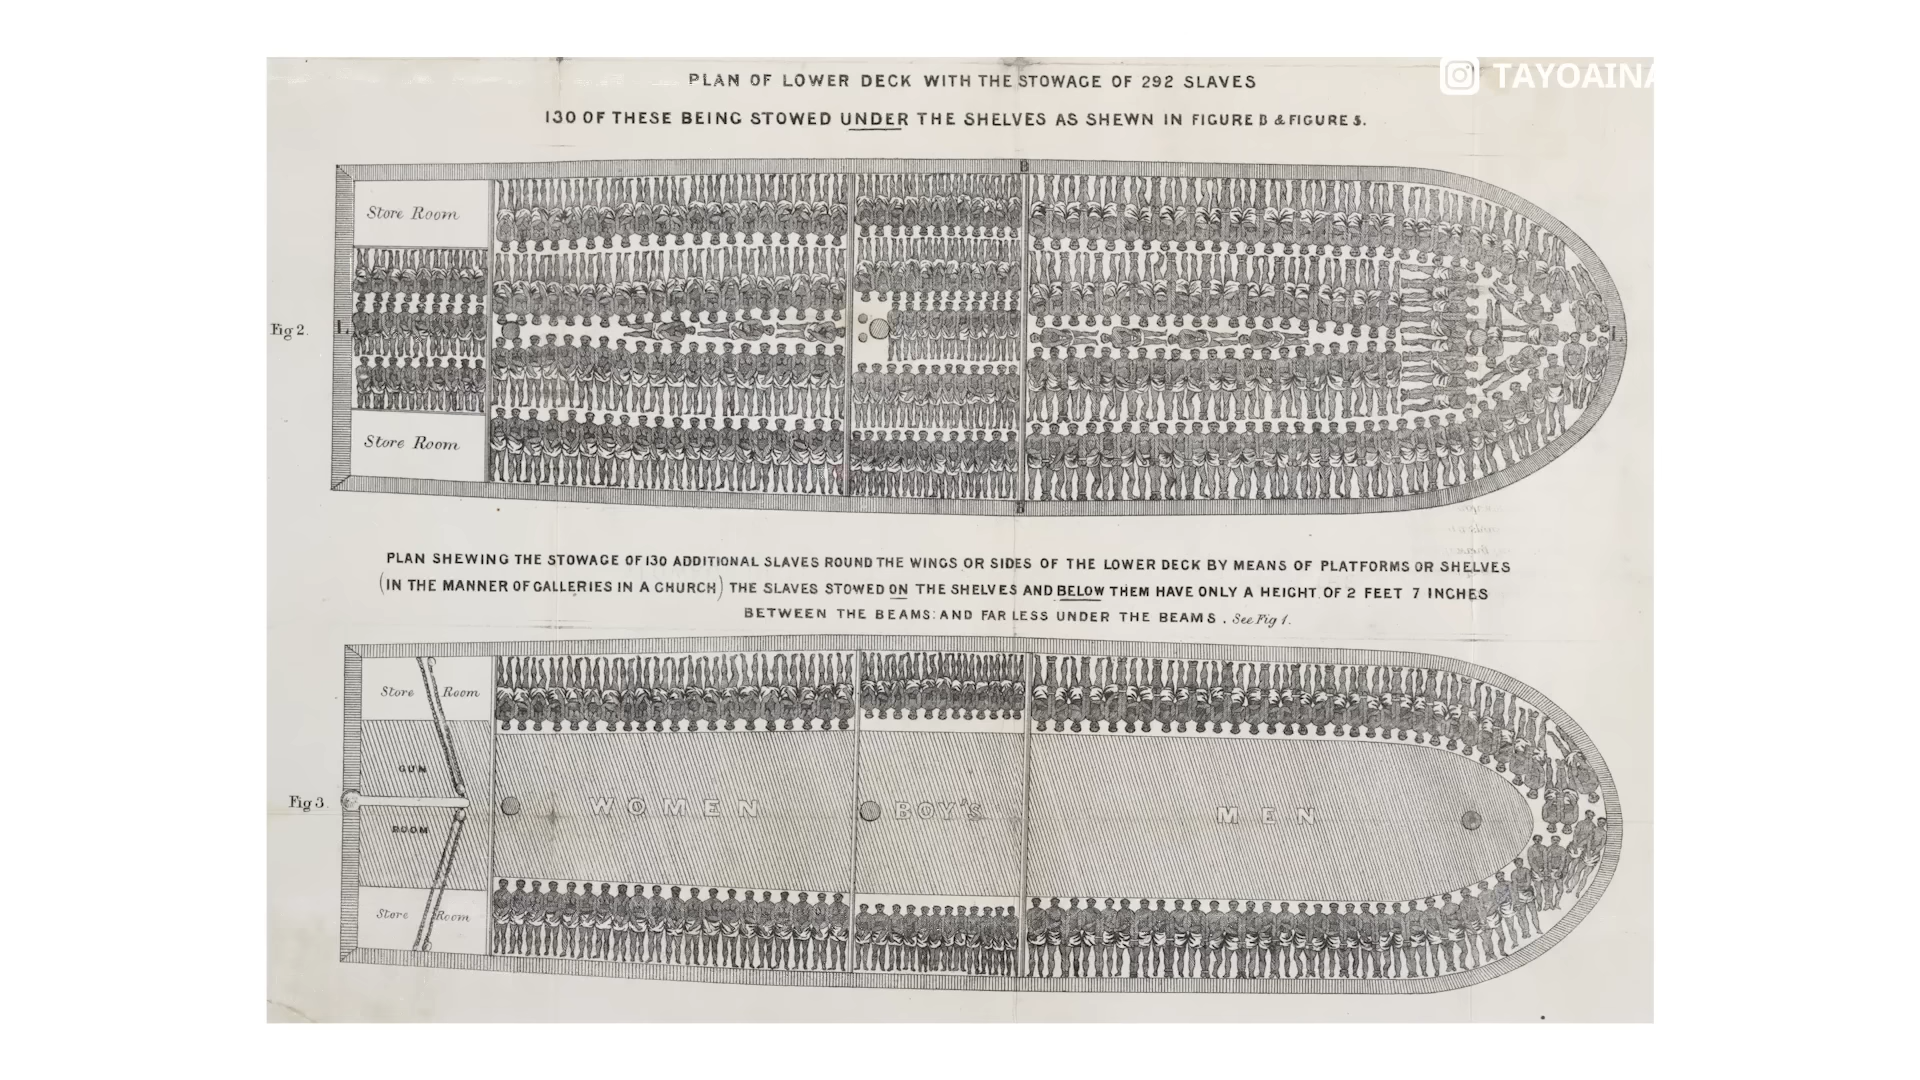 TAYOAINA
PLAN OF LOWER DECK WITH THE STOWAGE OF 292 SLAVES
130 OF THESE BEING STOWED UNDER THE SHELVES AS SHEWN IN FIGURE B & FIGURE 5.
B
Store Room
Fig 2.
Store Room
B
PLAN SHEWING THE STOWAGE OF 130 ADDITIONAL SLAVES ROUND THE WINGS OR SIDES OF THE LOWER DECK BY MEANS OF PLATFORMS OR SHELVES
(IN THE MANNER OF GALLERIES IN A CHURCH) THE SLAVES STOWED ON THE SHELVES AND BELOW THEM HAVE ONLY A HEIGHT OF 2 FEET 7 INCHES
BETWEEN THE BEAMS: AND FAR LESS UNDER THE BEAMS. See Fig 1.
Store Room
GUN
Fig 3.
WOMEN
BOY'S
MEN
ROOM
Store Room